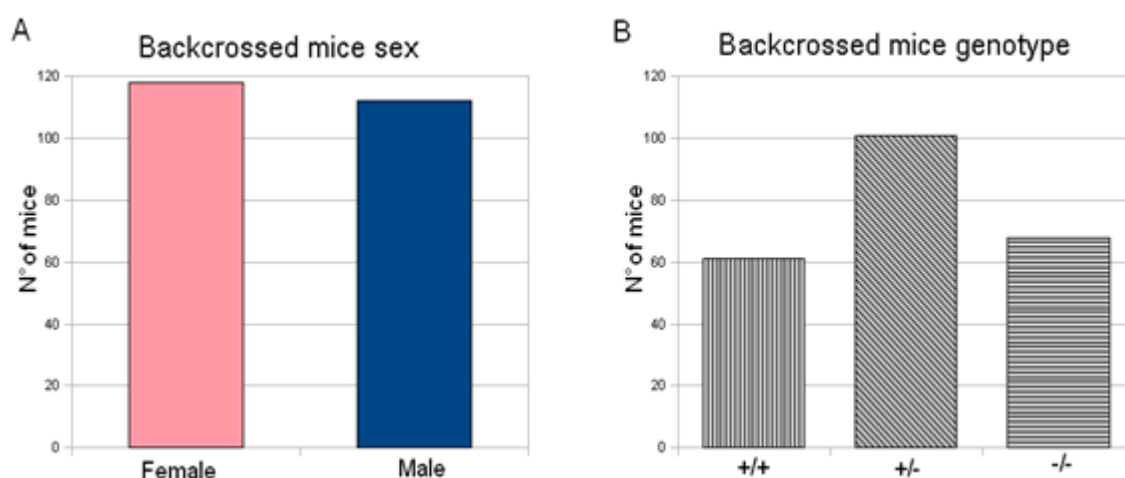 A
Backcrossed mice sex
120
100
80
60
40
20
0
N° of mice
Female
Male
B
Backcrossed mice genotype
120
100
80
60
40
20
0
N° of mice
+/+
+/-
-/-